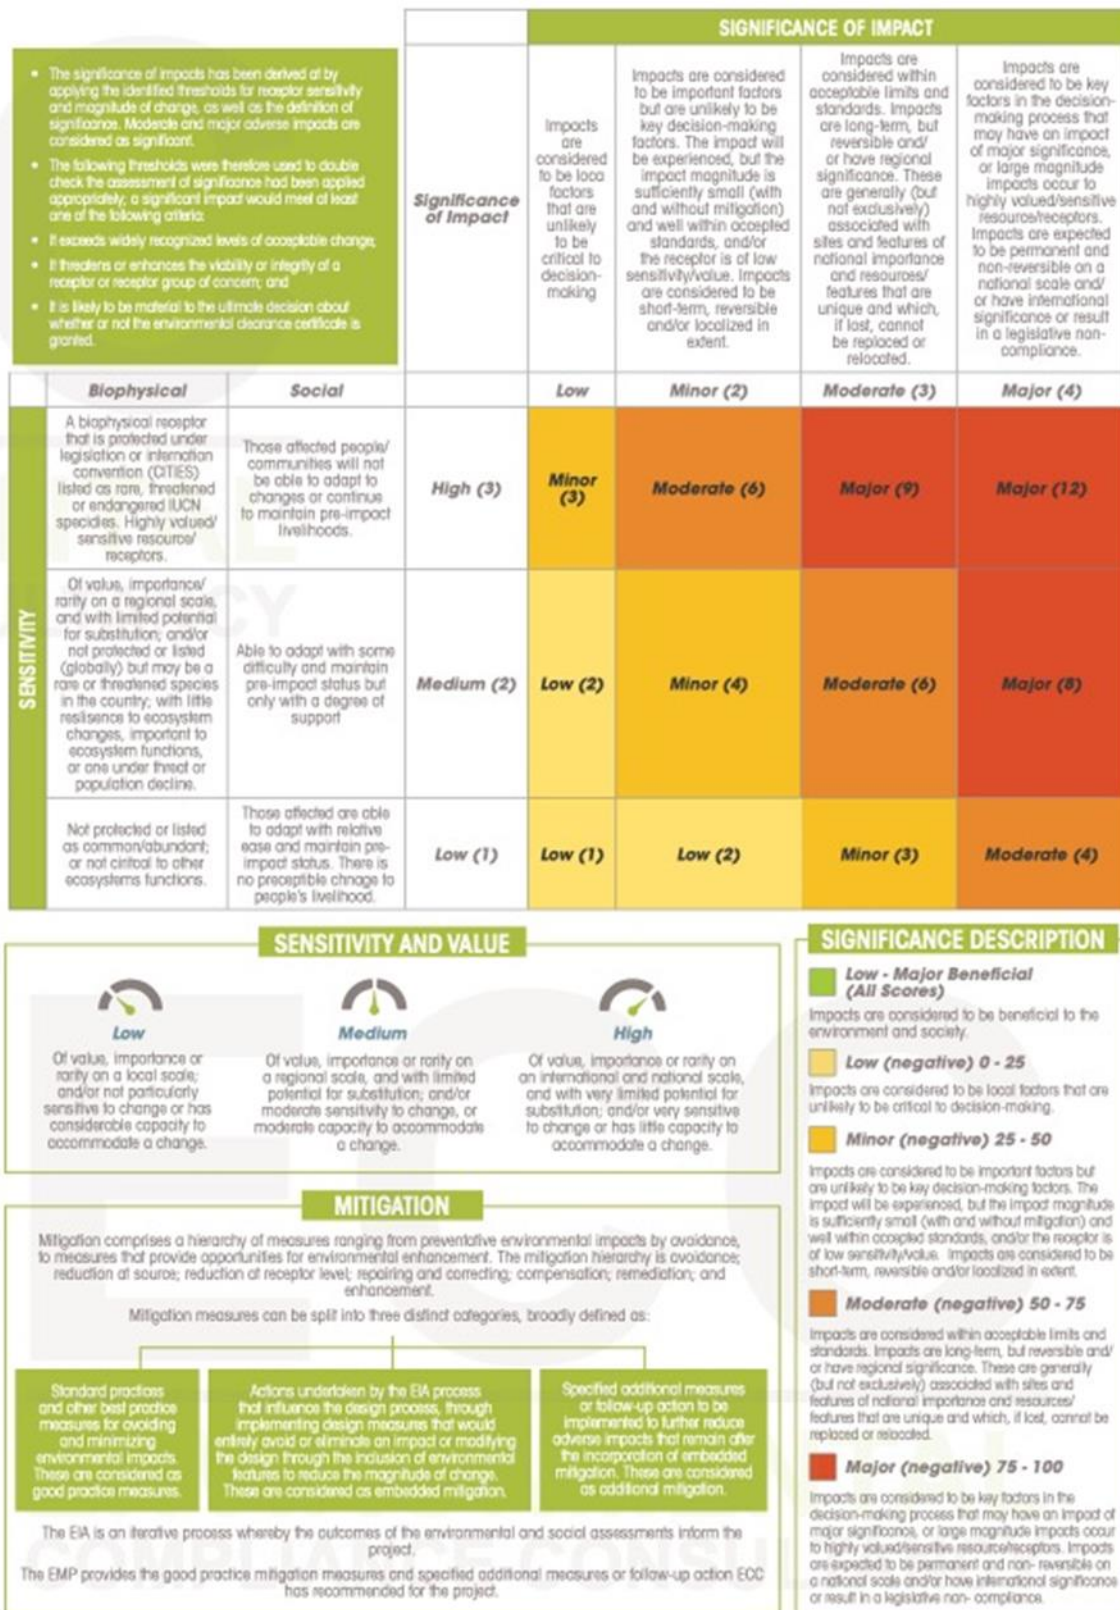 SIGNIFICANCE OF IMPACT
• The significance of impacts has been derived at by
applying the identified thresholds for receptor sensitivity
and magnitude of change, as well as the definition of
significance. Moderate and major adverse impacts are
considered as significant.
• The following thresholds were therefore used to double
check the assessment of significance had been applied
appropriately; a significant impact would meet at least
one of the following criteria:
• It exceeds widely recognized levels of acceptable change;
• It threatens or enhances the viability or integrity of a
receptor or receptor group of concern; and
• It is likely to be material to the ultimate decision about
whether or not the environmental clearance certificate is
granted.
Significance
of Impact
Impacts
are
considered
to be loca
factors
that are
unlikely
to be
critical to
decision-
making
Impacts are considered
to be important factors
but are unlikely to be
key decision-making
factors. The impact will
be experienced, but the
impact magnitude is
sufficiently small (with
and without mitigation)
and well within accepted
standards, and/or
the receptor is of low
sensitivity/value. Impacts
are considered to be
short-term, reversible
and/or localized in
extent.
Impacts are
considered within
acceptable limits and
standards. Impacts
are long-term, but
reversible and/
or have regional
significance. These
are generally (but
not exclusively)
associated with
sites and features of
national importance
and resources/
features that are
unique and which,
if lost, cannot
be replaced or
relocated.
Impacts are
considered to be key
factors in the decision-
making process that
may have an impact
of major significance,
or large magnitude
impacts occur to
highly valued/sensitive
resource/receptors.
Impacts are expected
to be permanent and
non-reversible on a
national scale and/
or have international
significance or result
in a legislative non-
compliance.
Biophysical
Social
Low
Minor (2)
Moderate (3)
Major (4)
SENSITIVITY
A biophysical receptor
that is protected under
legislation or internation
convention (CITIES)
listed as rare, threatened
or endangered IUCN
specidies. Highly valued/
sensitive resource/
receptors.
Those affected people/
communities will not
be able to adapt to
changes or continue
to maintain pre-impact
livelihoods.
High (3)
Minor
(3)
Moderate (6)
Major (9)
Major (12)
Of value, importance/
rarity on a regional scale,
and with limited potential
for substitution; and/or
not protected or listed
(globally) but may be a
rare or threatened species
in the country; with little
reslisence to ecosystem
changes, important to
ecosystem functions,
or one under threat or
population decline.
Able to adapt with some
difficulty and maintain
pre-impact status but
only with a degree of
support
Medium (2)
Low (2)
Minor (4)
Moderate (6)
Major (8)
Not protected or listed
as common/abundant;
or not ciritcal to other
ecosystems functions.
Those affected are able
to adapt with relative
ease and maintain pre-
impact status. There is
no preceptible chnage to
people's livelihood.
Low (1)
Low (1)
Low (2)
Minor (3)
Moderate (4)
SENSITIVITY AND VALUE
Low
Of value, importance or
rarity on a local scale;
and/or not particularly
sensitive to change or has
considerable capacity to
accommodate a change.
Medium
Of value, importance or rarity on
a regional scale, and with limited
potential for substitution; and/or
moderate sensitivity to change, or
moderate capacity to accommodate
a change.
High
Of value, importance or rarity on
an international and national scale,
and with very limited potential for
substitution; and/or very sensitive
to change or has little capacity to
accommodate a change.
MITIGATION
Mitigation comprises a hierarchy of measures ranging from preventative environmental impacts by avoidance,
to measures that provide opportunities for environmental enhancement. The mitigation hierarchy is avoidance;
reduction at source; reduction at receptor level; repairing and correcting; compensation; remediation; and
enhancement.
Mitigation measures can be split into three distinct categories, broadly defined as:
Standard practices
and other best practice
measures for avoiding
and minimizing
environmental impacts.
These are considered as
good practice measures.
Actions undertaken by the EIA process
that influence the design process, through
implementing design measures that would
entirely avoid or eliminate an impact or modifying
the design through the inclusion of environmental
features to reduce the magnitude of change.
These are considered as embedded mitigation.
Specified additional measures
or follow-up action to be
implemented to further reduce
adverse impacts that remain after
the incorporation of embedded
mitigation. These are considered
as additional mitigation.
The EIA is an iterative process whereby the outcomes of the environmental and social assessments inform the
project.
The EMP provides the good practice mitigation measures and specified additional measures or follow-up action ECC
has recommended for the project.
SIGNIFICANCE DESCRIPTION
Low - Major Beneficial
(All Scores)
Impacts are considered to be beneficial to the
environment and society.
Low (negative) 0 - 25
Impacts are considered to be local factors that are
unlikely to be critical to decision-making.
Minor (negative) 25 - 50
Impacts are considered to be important factors but
are unlikely to be key decision-making factors. The
impact will be experienced, but the impact magnitude
is sufficiently small (with and without mitigation) and
well within accepted standards, and/or the receptor is
of low sensitivity/value. Impacts are considered to be
short-term, reversible and/or localized in extent.
Moderate (negative) 50 - 75
Impacts are considered within acceptable limits and
standards. Impacts are long-term, but reversible and/
or have regional significance. These are generally
(but not exclusively) associated with sites and
features of national importance and resources/
features that are unique and which, if lost, cannot be
replaced or relocated.
Major (negative) 75 - 100
Impacts are considered to be key factors in the
decision-making process that may have an impact of
major significance, or large magnitude impacts occur
to highly valued/sensitive resource/receptors. Impacts
are expected to be permanent and non- reversible on
a national scale and/or have international significance
or result in a legislative non- compliance.